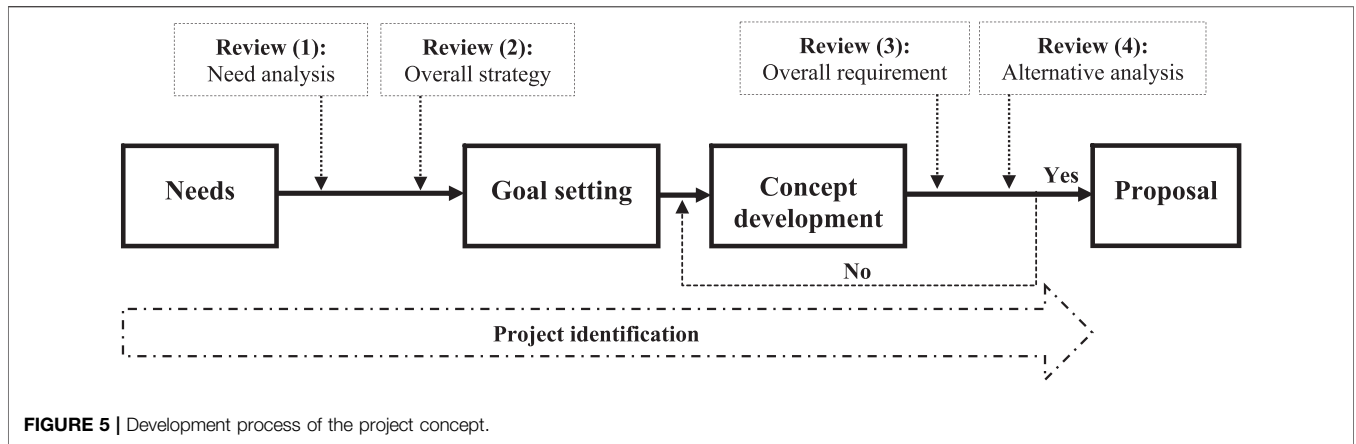 Review (1):
Need analysis
Review (2):
Overall strategy
Review (3):
Overall requirement
Review (4):
Alternative analysis
Needs
Goal setting
Concept
development
Yes
Proposal
No
Project identification
FIGURE 5 | Development process of the project concept.